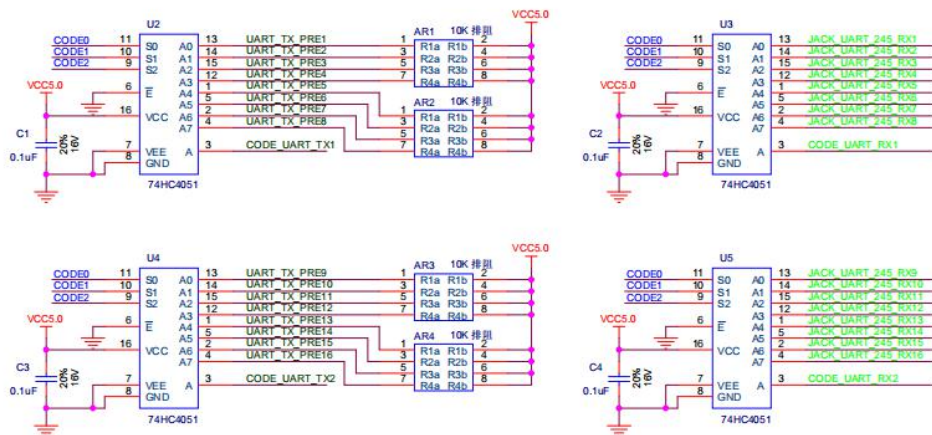 U2
CODE0 11 S0 A0 13 UART_TX_PRE1
CODE1 10 S1 A1 14 UART_TX_PRE2
CODE2 9 S2 A2 15 UART_TX_PRE3
A3 12 UART_TX_PRE4
6 E A4 1 UART_TX_PRE5
A5 5 UART_TX_PRE6
VCC5.0 16 VCC A6 2 UART_TX_PRE7
A7 4 UART_TX_PRE8
C1 0.1uF 20% 16V
7 VEE A 3 CODE_UART_TX1
8 GND
74HC4051
AR1 10K 排阻 VCC5.0
1 R1a R1b 2
3 R2a R2b 4
5 R3a R3b 6
7 R4a R4b 8
AR2 10K 排阻
1 R1a R1b 2
3 R2a R2b 4
5 R3a R3b 6
7 R4a R4b 8
U3
CODE0 11 S0 A0 13 JACK_UART_245_RX1
CODE1 10 S1 A1 14 JACK_UART_245_RX2
CODE2 9 S2 A2 15 JACK_UART_245_RX3
A3 12 JACK_UART_245_RX4
6 E A4 1 JACK_UART_245_RX5
A5 5 JACK_UART_245_RX6
VCC5.0 16 VCC A6 2 JACK_UART_245_RX7
A7 4 JACK_UART_245_RX8
C2 0.1uF 20% 16V
7 VEE A 3 CODE_UART_RX1
8 GND
74HC4051
U4
CODE0 11 S0 A0 13 UART_TX_PRE9
CODE1 10 S1 A1 14 UART_TX_PRE10
CODE2 9 S2 A2 15 UART_TX_PRE11
A3 12 UART_TX_PRE12
6 E A4 1 UART_TX_PRE13
A5 5 UART_TX_PRE14
VCC5.0 16 VCC A6 2 UART_TX_PRE15
A7 4 UART_TX_PRE16
C3 0.1uF 20% 16V
7 VEE A 3 CODE_UART_TX2
8 GND
74HC4051
AR3 10K 排阻 VCC5.0
1 R1a R1b 2
3 R2a R2b 4
5 R3a R3b 6
7 R4a R4b 8
AR4 10K 排阻
1 R1a R1b 2
3 R2a R2b 4
5 R3a R3b 6
7 R4a R4b 8
U5
CODE0 11 S0 A0 13 JACK_UART_245_RX9
CODE1 10 S1 A1 14 JACK_UART_245_RX10
CODE2 9 S2 A2 15 JACK_UART_245_RX11
A3 12 JACK_UART_245_RX12
6 E A4 1 JACK_UART_245_RX13
A5 5 JACK_UART_245_RX14
VCC5.0 16 VCC A6 2 JACK_UART_245_RX15
A7 4 JACK_UART_245_RX16
C4 0.1uF 20% 16V
7 VEE A 3 CODE_UART_RX2
8 GND
74HC4051